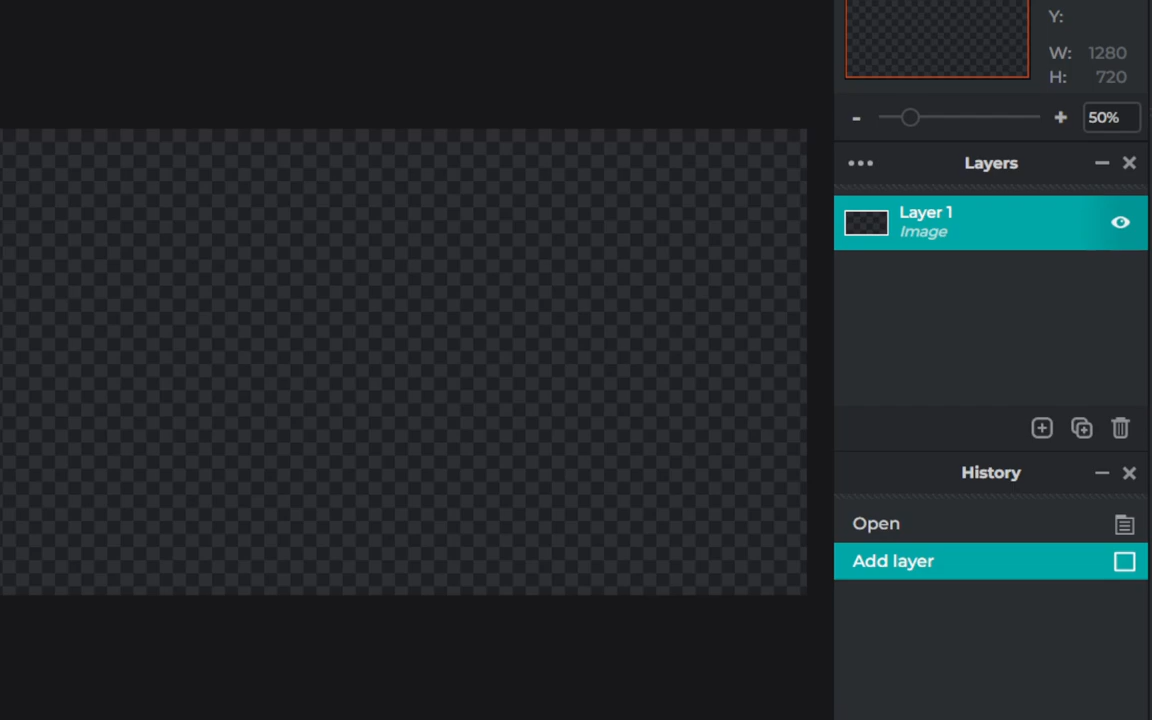 Y:
W: 1280
H: 720
- + 50%
Layers
Layer 1
Image
History
Open
Add layer